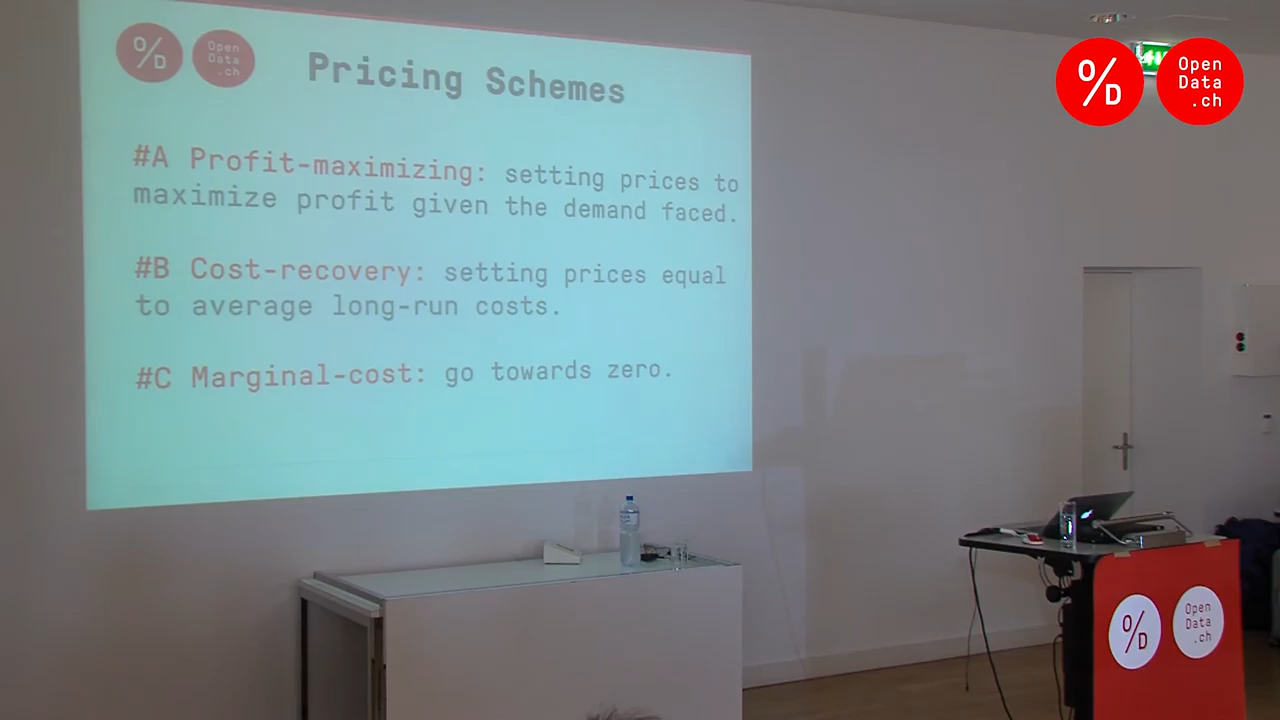 %D
Open
Data
.ch
Pricing Schemes
#A Profit-maximizing: setting prices to
maximize profit given the demand faced.
#B Cost-recovery: setting prices equal
to average long-run costs.
#C Marginal-cost: go towards zero.
%D
Open
Data
.ch
%D
Open
Data
.ch